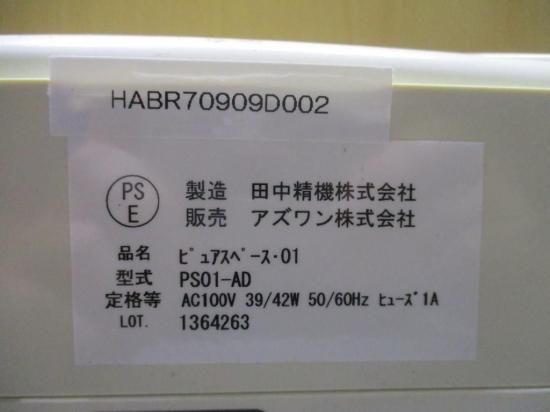 HABR70909D002
PS
E
製造 田中精機株式会社
販売 アズワン株式会社
品名 ピュアスペース・01
型式 PS01-AD
定格等 AC100V 39/42W 50/60Hz ヒューズ1A
LOT. 1364263